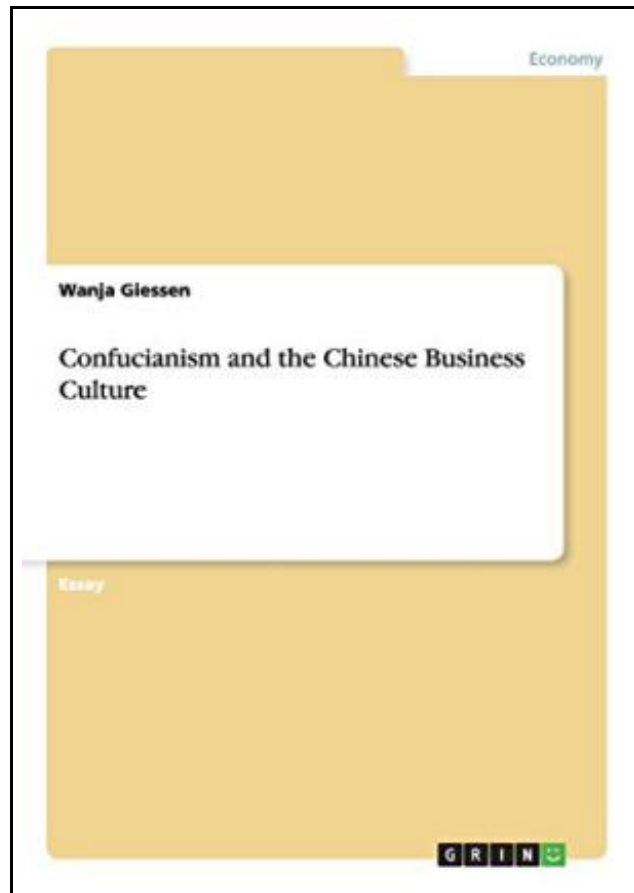 Economy
Wanja Giessen
Confucianism and the Chinese Business
Culture
Essay
GRIN